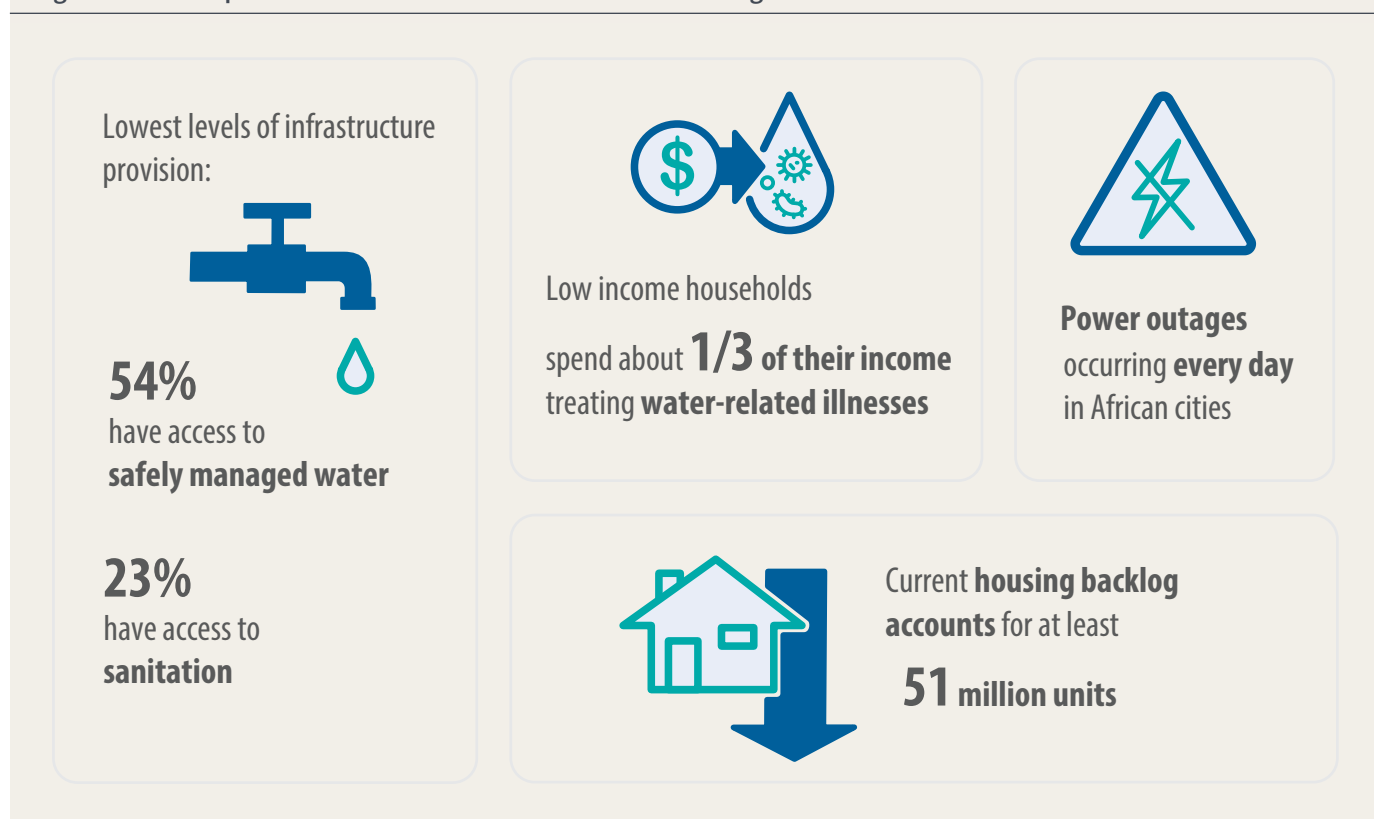 Lowest levels of infrastructure
provision:
54%
have access to
safely managed water
23%
have access to
sanitation
$
Low income households
spend about 1/3 of their income
treating water-related illnesses
Power outages
occurring every day
in African cities
Current housing backlog
accounts for at least
51 million units